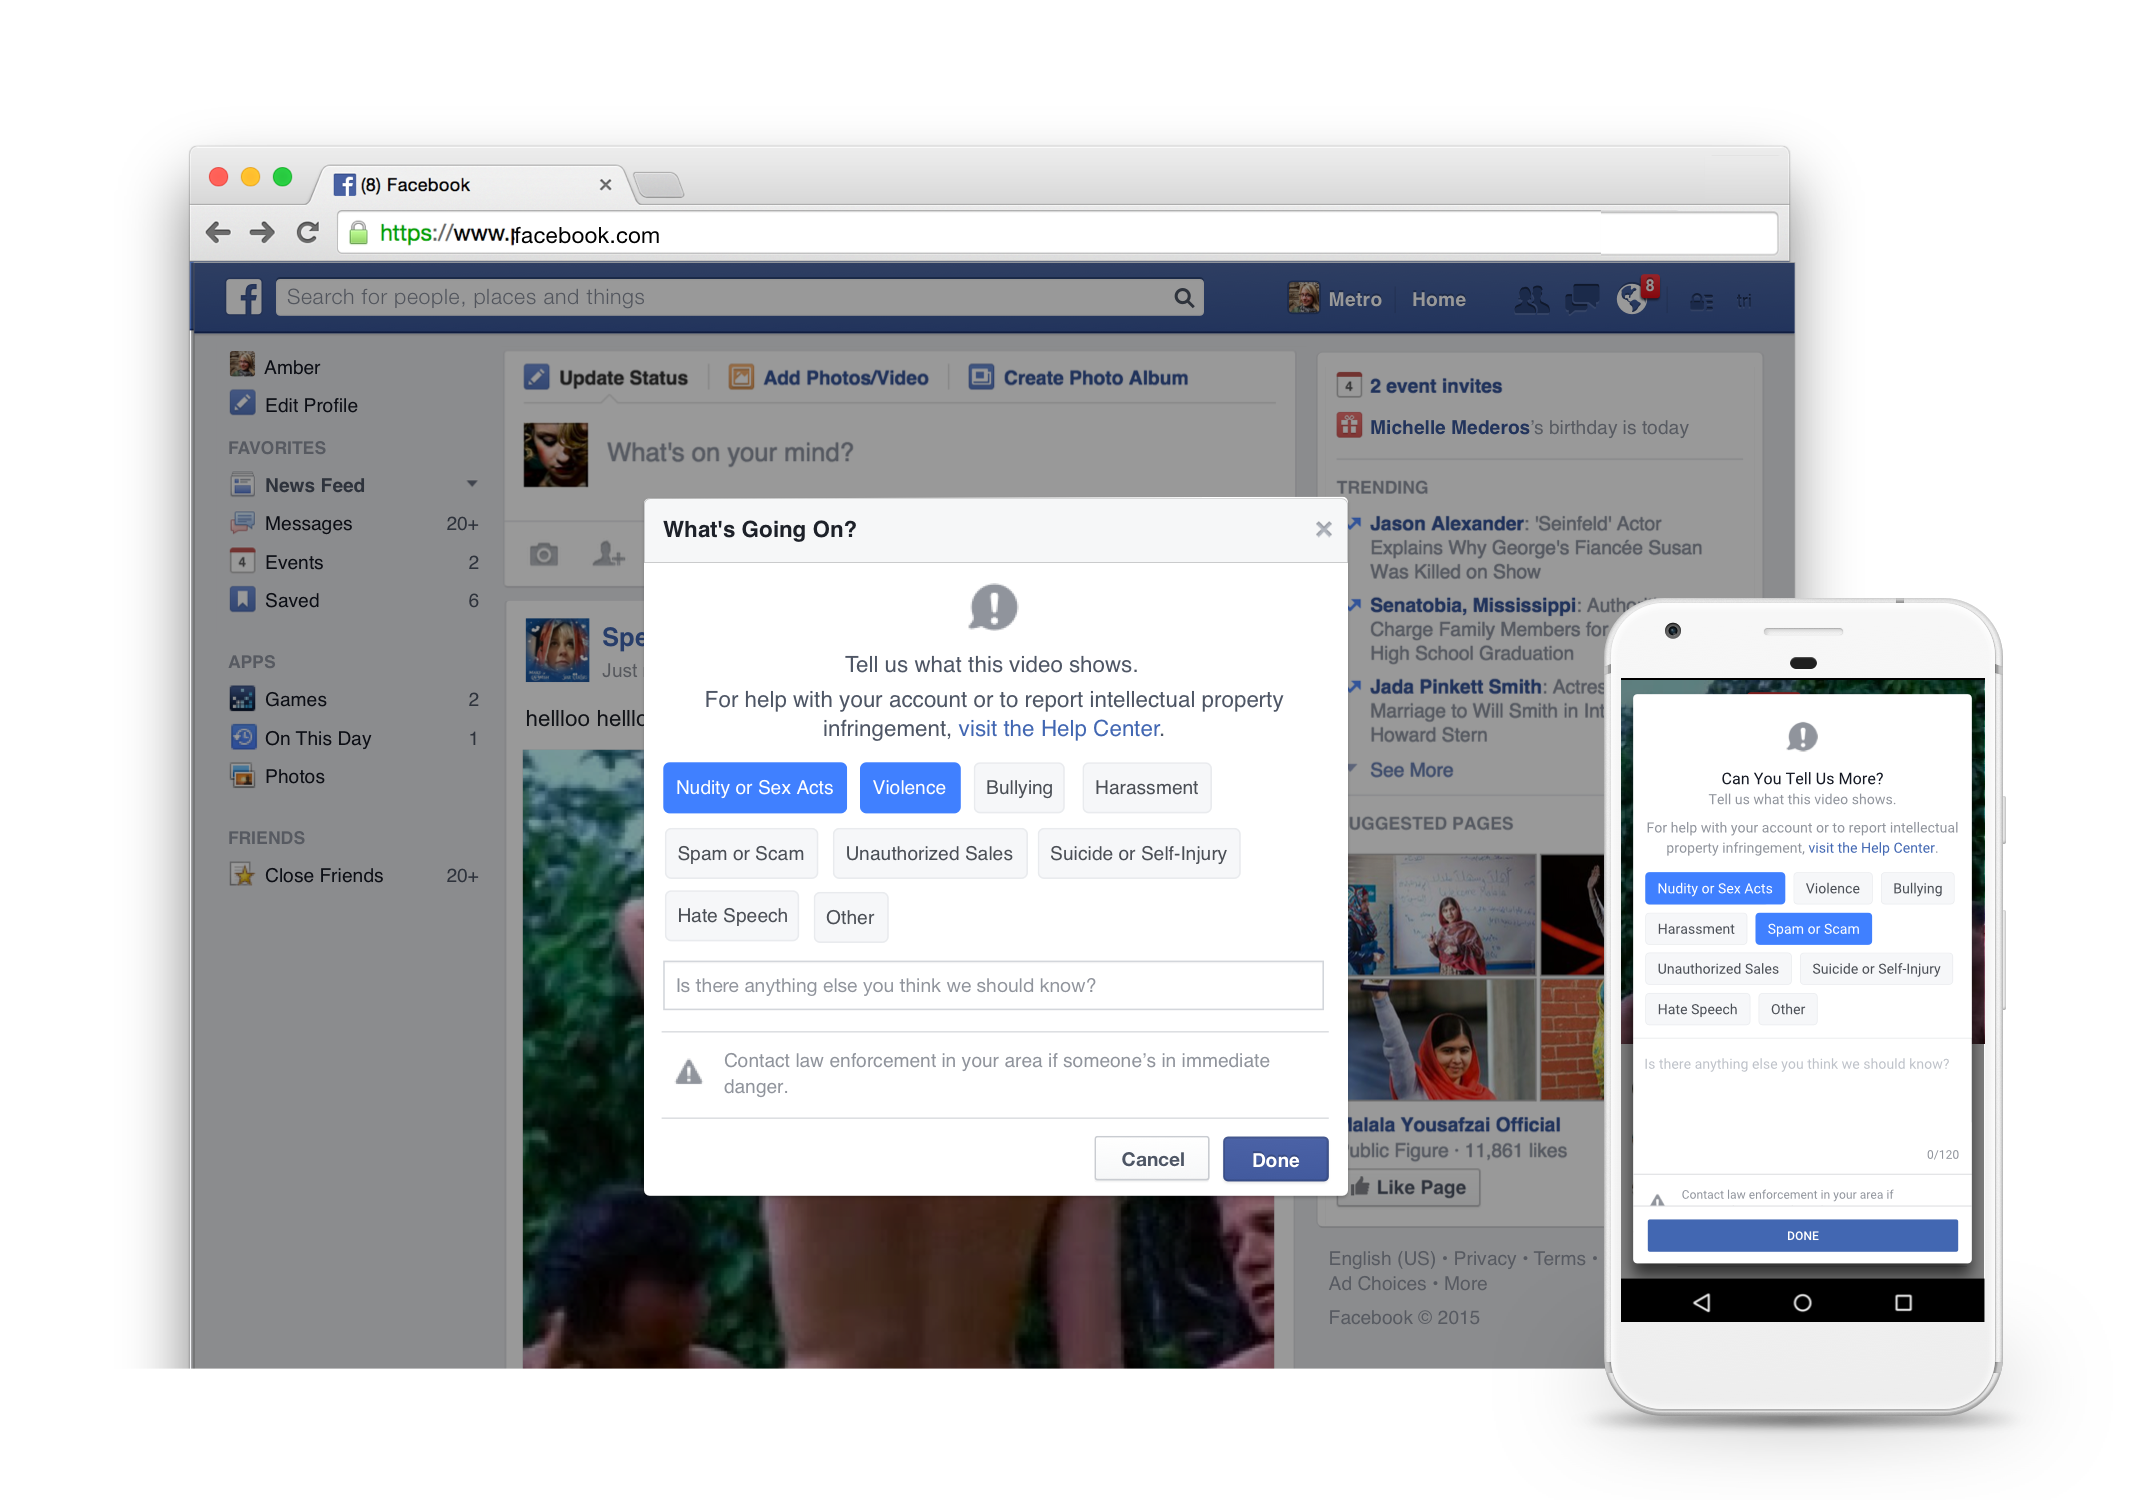 (8) Facebook
https://www.facebook.com
Search for people, places and things
Metro
Home
8
Amber
Edit Profile
FAVORITES
News Feed
Messages 20+
4
Events 2
Saved 6
APPS
Games 2
On This Day 1
Photos
FRIENDS
Close Friends 20+
Update Status
Add Photos/Video
Create Photo Album
What's on your mind?
Spe
Just
hellloo helllo
4
2 event invites
Michelle Mederos's birthday is today
TRENDING
Jason Alexander: 'Seinfeld' Actor
Explains Why George's Fiancée Susan
Was Killed on Show
Senatobia, Mississippi: Autho
Charge Family Members for
High School Graduation
Jada Pinkett Smith: Actres
Marriage to Will Smith in Int
Howard Stern
See More
UGGESTED PAGES
Malala Yousafzai Official
Public Figure · 11,861 likes
Like Page
English (US) · Privacy · Terms ·
Ad Choices · More
Facebook © 2015
What's Going On?
Tell us what this video shows.
For help with your account or to report intellectual property
infringement, visit the Help Center.
Nudity or Sex Acts
Violence
Bullying
Harassment
Spam or Scam
Unauthorized Sales
Suicide or Self-Injury
Hate Speech
Other
Is there anything else you think we should know?
Contact law enforcement in your area if someone's in immediate
danger.
Cancel
Done
Can You Tell Us More?
Tell us what this video shows.
For help with your account or to report intellectual
property infringement, visit the Help Center.
Nudity or Sex Acts
Violence
Bullying
Harassment
Spam or Scam
Unauthorized Sales
Suicide or Self-Injury
Hate Speech
Other
Is there anything else you think we should know?
0/120
Contact law enforcement in your area if
DONE